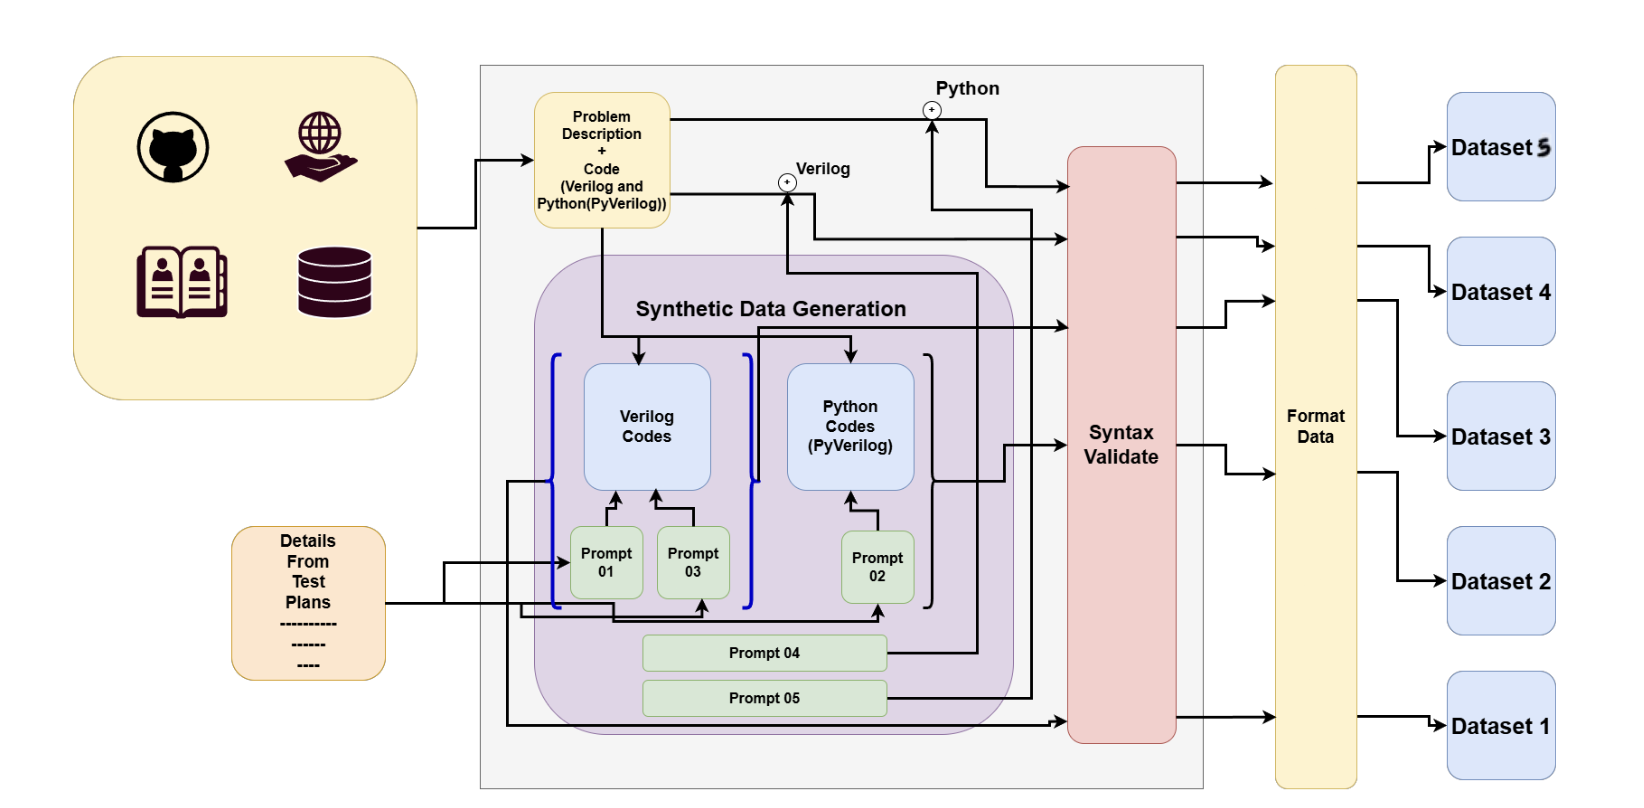 Python
Problem
Description
+
Code
(Verilog and
Python(PyVerilog))
+
Verilog
+
Dataset 5
Synthetic Data Generation
Dataset 4
Verilog
Codes
Python
Codes
(PyVerilog)
Syntax
Validate
Format
Data
Dataset 3
Details
From
Test
Plans
----------
------
----
Prompt
01
Prompt
03
Prompt
02
Dataset 2
Prompt 04
Prompt 05
Dataset 1